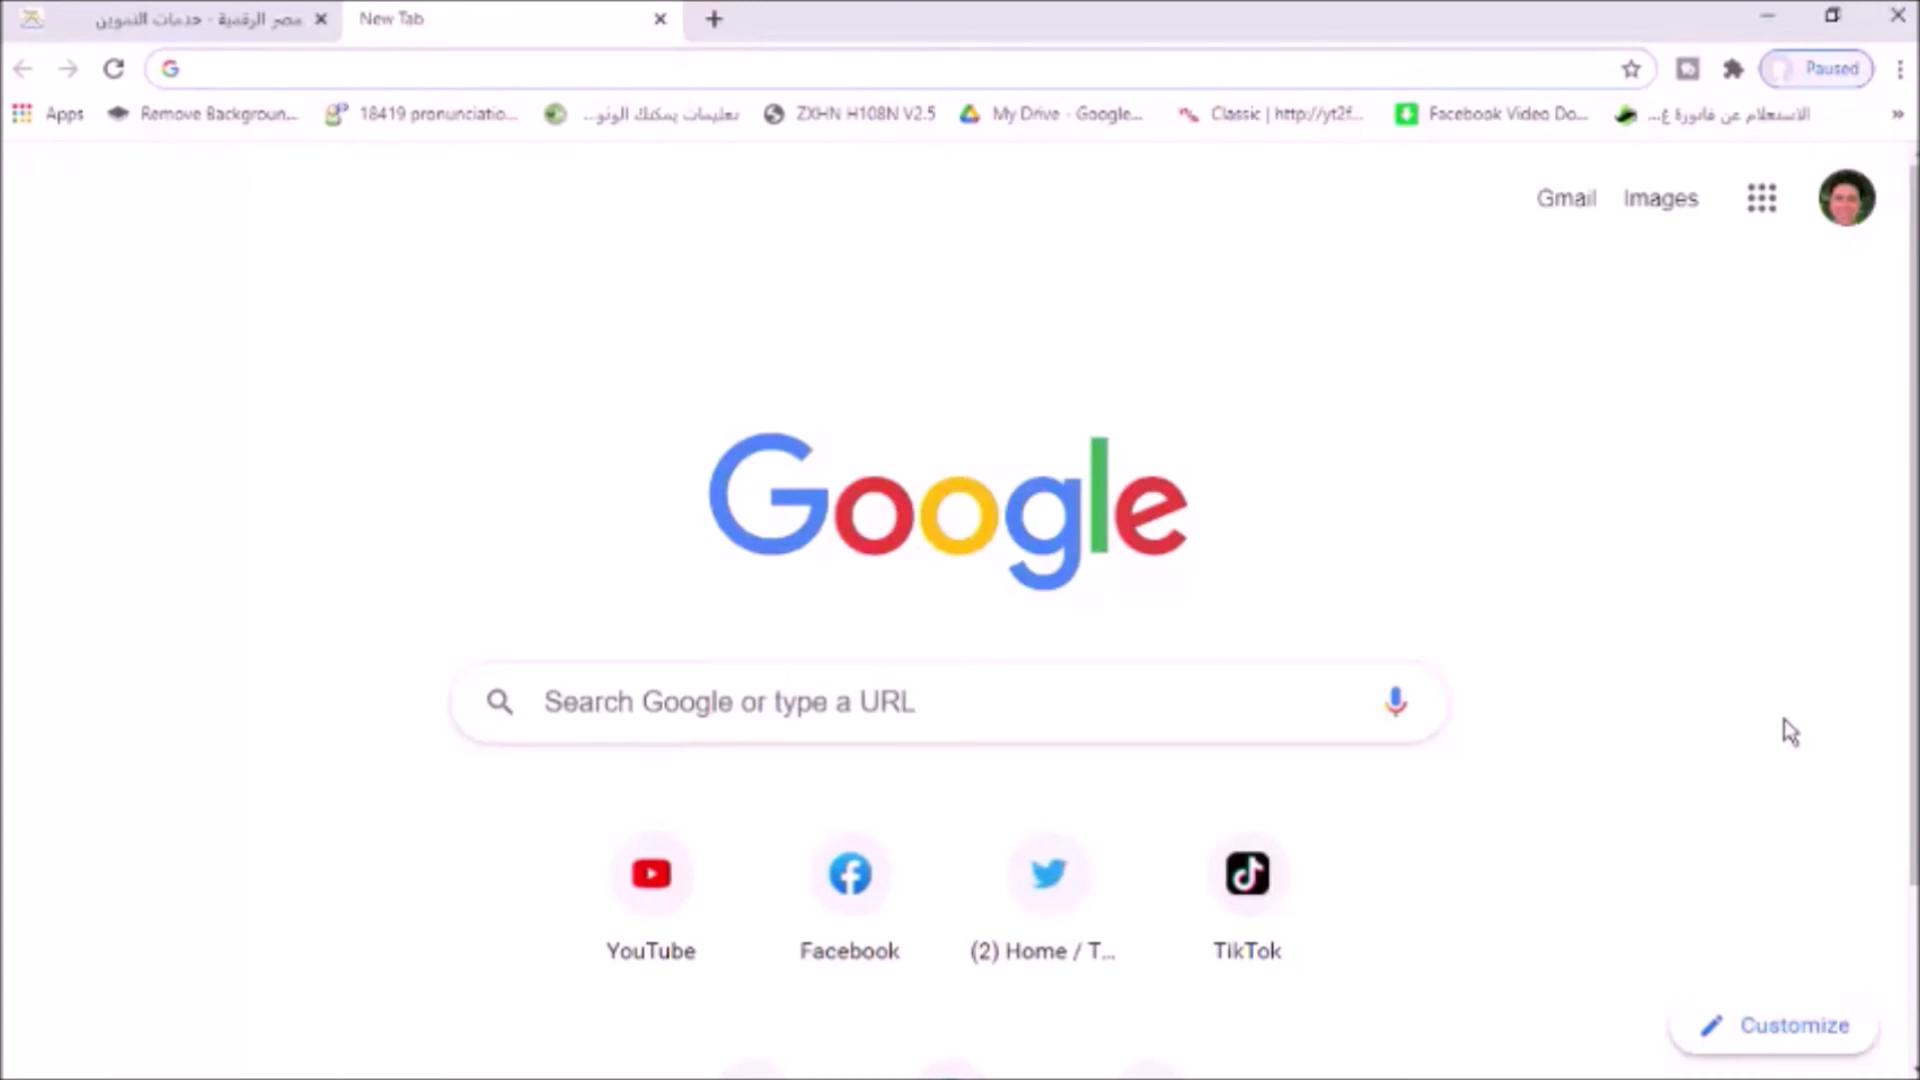 مصر الرقمية - خدمات التموين
New Tab
Paused
Apps
Remove Backgroun...
18419 pronunciatio...
تعليمات يمكنك الوثو...
ZXHN H108N V2.5
My Drive - Google...
Classic | http://yt2f...
Facebook Video Do...
الاستعلام عن فاتورة ع...
Gmail
Images
Google
Search Google or type a URL
YouTube
Facebook
(2) Home / T...
TikTok
Customize